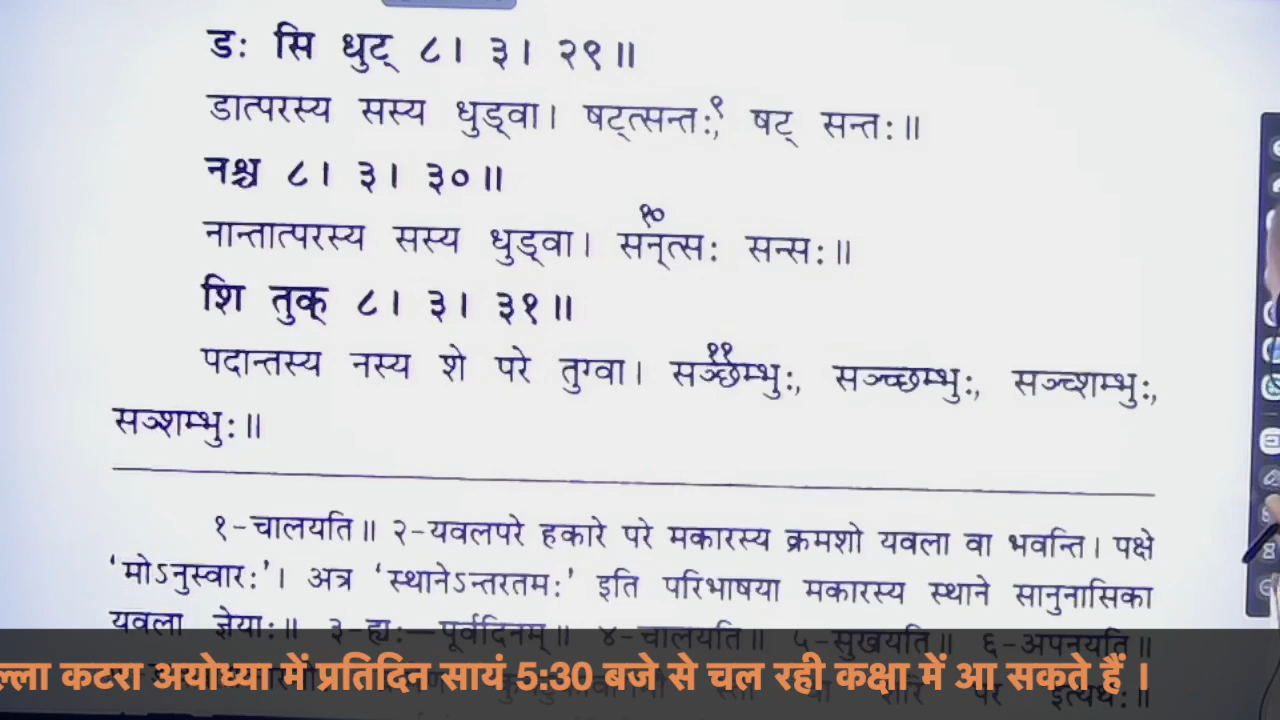 डः सि धुट् ८। ३। २९॥
डात्परस्य सस्य धुड्वा। षट्त्सन्तः,९ षट् सन्तः॥
नश्च ८। ३। ३०॥
नान्तात्परस्य सस्य धुड्वा। सन्त्सः१० सन्सः॥
शि तुक् ८। ३। ३१॥
पदान्तस्य नस्य शे परे तुग्वा। सञ्छम्भुः,११ सञ्च्छम्भुः, सञ्च्शम्भुः,
सञ्शम्भुः॥
१-चालयति॥ २-यवलपरे हकारे परे मकारस्य क्रमशो यवला वा भवन्ति। पक्षे
‘मोऽनुस्वारः’। अत्र ‘स्थानेऽन्तरतमः’ इति परिभाषया मकारस्य स्थाने सानुनासिका
यवला ज्ञेयाः॥ ३-ह्यः—पूर्वदिनम्॥ ४-चालयति॥ ५-सुखयति॥ ६-अपनयति॥
ल्ला कटरा अयोध्या में प्रतिदिन सायं 5:30 बजे से चल रही कक्षा में आ सकते हैं ।